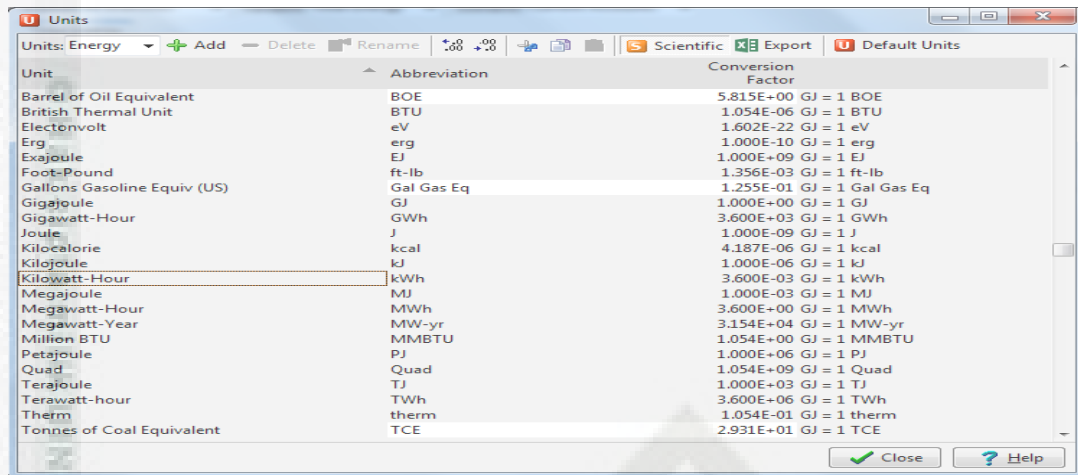 Units
Units: Energy Add Delete Rename Scientific Export Default Units
Unit Abbreviation Conversion Factor
Barrel of Oil Equivalent BOE 5.815E+00 GJ = 1 BOE
British Thermal Unit BTU 1.054E-06 GJ = 1 BTU
Electonvolt eV 1.602E-22 GJ = 1 eV
Erg erg 1.000E-10 GJ = 1 erg
Exajoule EJ 1.000E+09 GJ = 1 EJ
Foot-Pound ft-lb 1.356E-03 GJ = 1 ft-lb
Gallons Gasoline Equiv (US) Gal Gas Eq 1.255E-01 GJ = 1 Gal Gas Eq
Gigajoule GJ 1.000E+00 GJ = 1 GJ
Gigawatt-Hour GWh 3.600E+03 GJ = 1 GWh
Joule J 1.000E-09 GJ = 1 J
Kilocalorie kcal 4.187E-06 GJ = 1 kcal
Kilojoule kJ 1.000E-06 GJ = 1 kJ
Kilowatt-Hour kWh 3.600E-03 GJ = 1 kWh
Megajoule MJ 1.000E-03 GJ = 1 MJ
Megawatt-Hour MWh 3.600E+00 GJ = 1 MWh
Megawatt-Year MW-yr 3.154E+04 GJ = 1 MW-yr
Million BTU MMBTU 1.054E+00 GJ = 1 MMBTU
Petajoule PJ 1.000E+06 GJ = 1 PJ
Quad Quad 1.054E+09 GJ = 1 Quad
Terajoule TJ 1.000E+03 GJ = 1 TJ
Terawatt-hour TWh 3.600E+06 GJ = 1 TWh
Therm therm 1.054E-01 GJ = 1 therm
Tonnes of Coal Equivalent TCE 2.931E+01 GJ = 1 TCE
Close Help